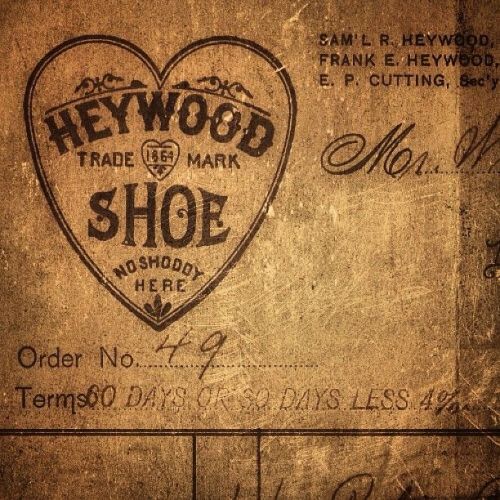 SAM'L R. HEYWOOD,
FRANK E. HEYWOOD,
E. P. CUTTING, Sec'y
HEYWOOD
TRADE 1864 MARK
SHOE
NO SHODDY
HERE
Mr. W
Order No. 49
Terms 60 DAYS OR 30 DAYS LESS 4%